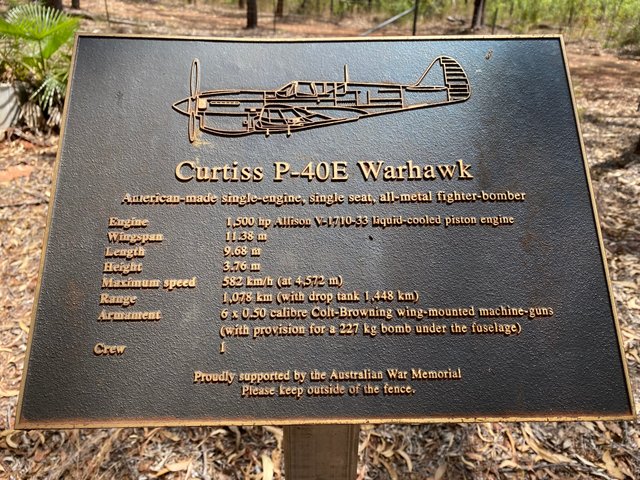 Curtiss P-40E Warhawk
American-made single-engine, single seat, all-metal fighter-bomber
Engine 1,500 hp Allison V-1710-33 liquid-cooled piston engine
Wingspan 11.38 m
Length 9.68 m
Height 3.76 m
Maximum speed 582 km/h (at 4,572 m)
Range 1,078 km (with drop tank 1,448 km)
Armament 6 x 0.50 calibre Colt-Browning wing-mounted machine-guns
(with provision for a 227 kg bomb under the fuselage)
Crew 1
Proudly supported by the Australian War Memorial
Please keep outside of the fence.